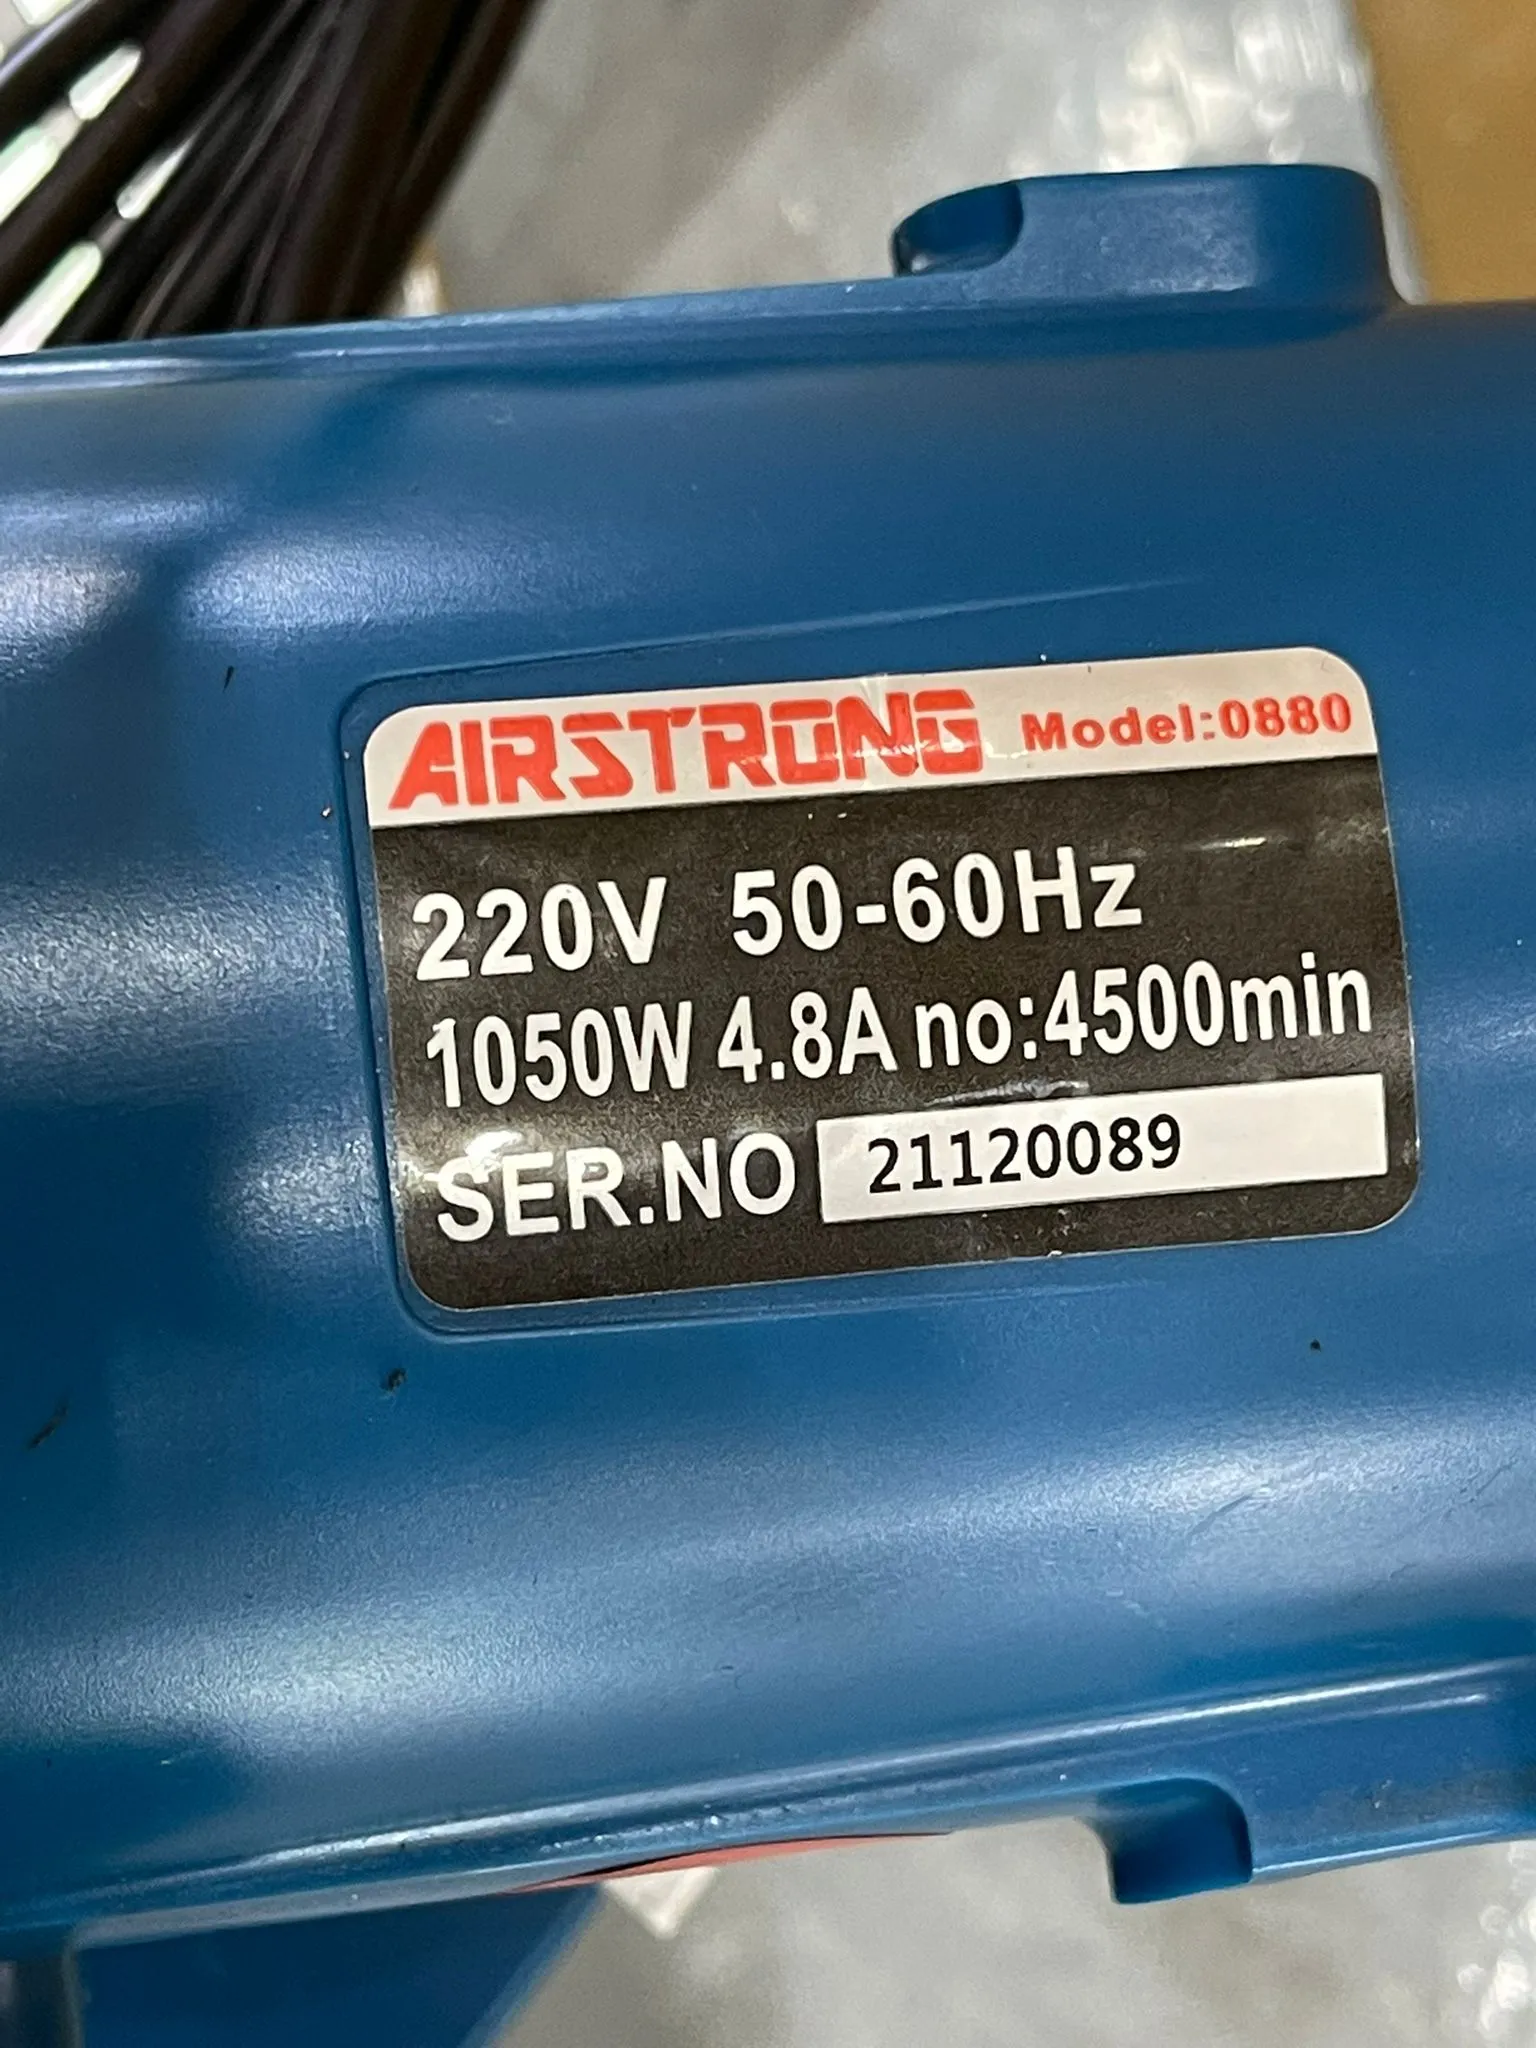 AIRSTRONG Model:0880
220V 50-60Hz
1050W 4.8A no:4500min
SER.NO 21120089